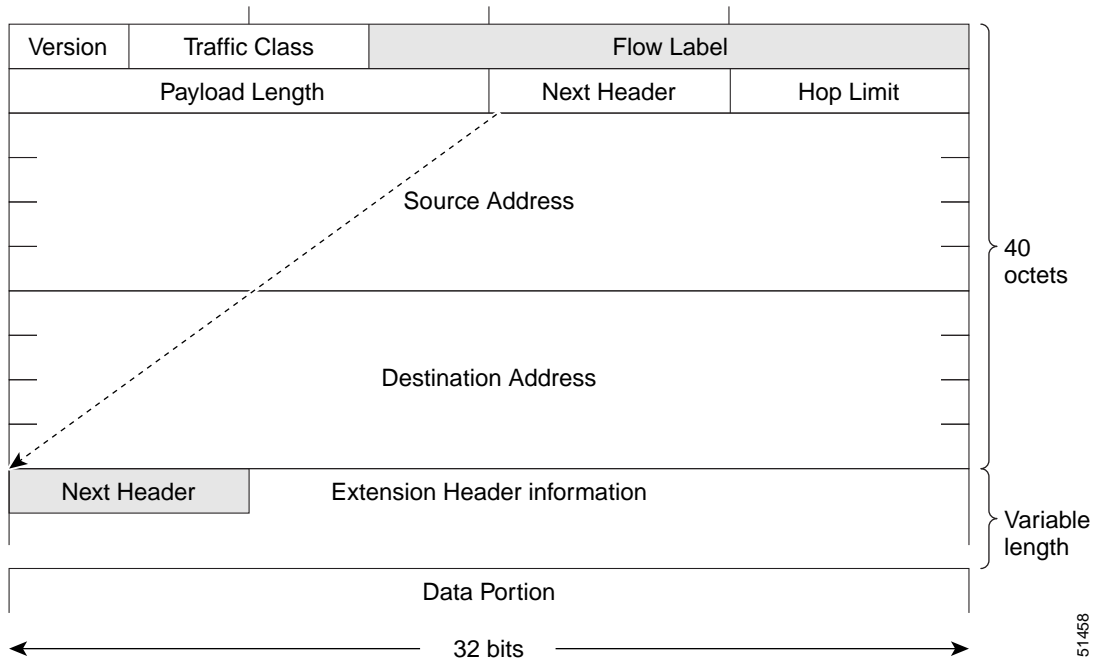 Version
Traffic Class
Flow Label
Payload Length
Next Header
Hop Limit
Source Address
40
octets
Destination Address
Next Header
Extension Header information
Variable
length
Data Portion
32 bits
51458